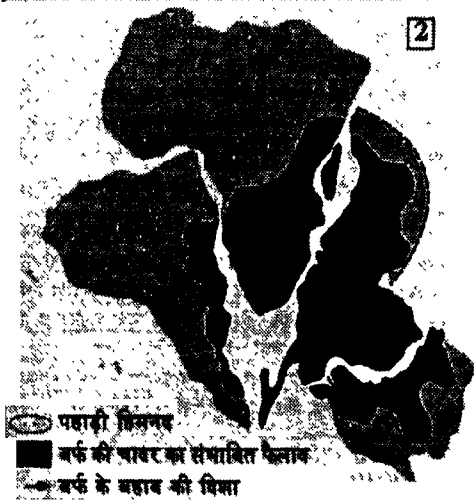 2
पहाड़ी हिमनद
बर्फ की चादर का संभावित फैलाव
बर्फ के बहाव की दिशा